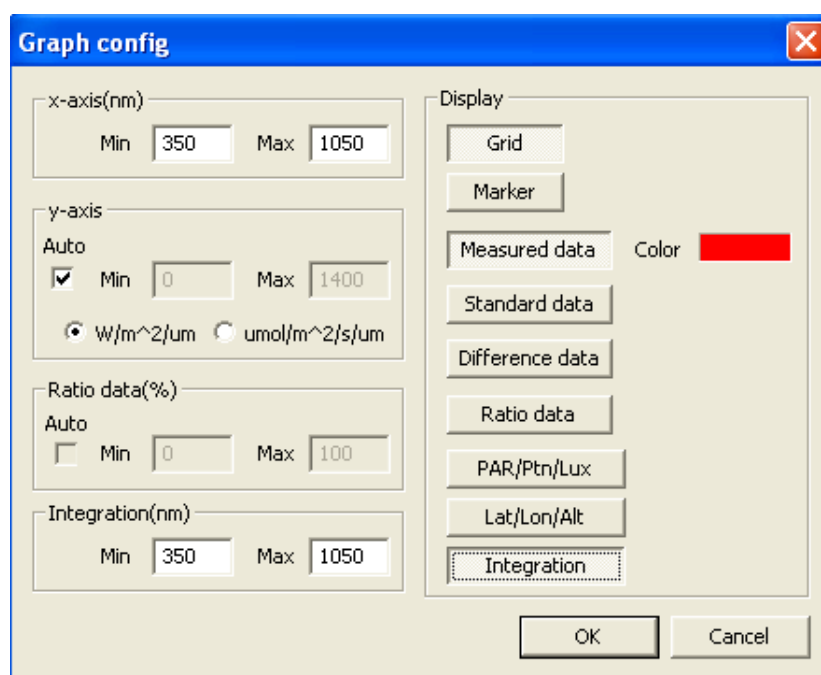 Graph config
x-axis(nm)
Min 350 Max 1050
y-axis
Auto
Min 0 Max 1400
W/m^2/um umol/m^2/s/um
Ratio data(%)
Auto
Min 0 Max 100
Integration(nm)
Min 350 Max 1050
Display
Grid
Marker
Measured data Color
Standard data
Difference data
Ratio data
PAR/Ptn/Lux
Lat/Lon/Alt
Integration
OK Cancel